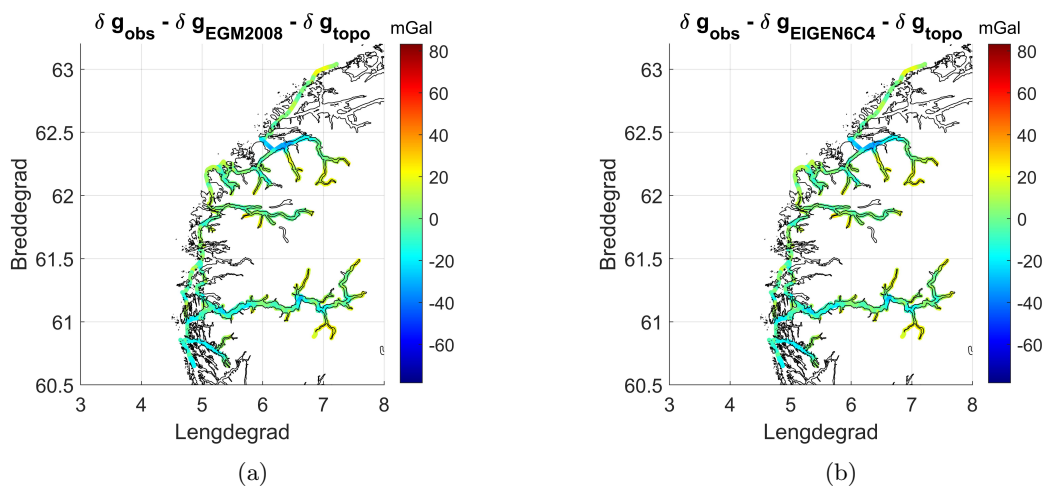 δ g_obs - δ g_EGM2008 - δ g_topo
mGal
80
60
40
20
0
-20
-40
-60
63
62.5
62
61.5
61
60.5
Breddegrad
3 4 5 6 7 8
Lengdegrad
(a)
δ g_obs - δ g_EIGEN6C4 - δ g_topo
mGal
80
60
40
20
0
-20
-40
-60
63
62.5
62
61.5
61
60.5
Breddegrad
3 4 5 6 7 8
Lengdegrad
(b)